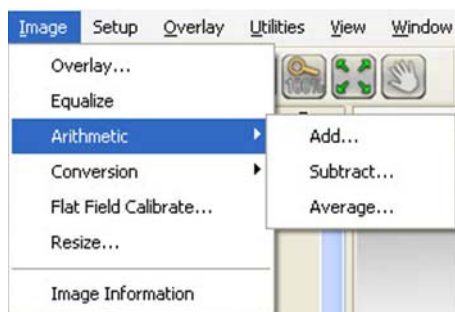 Image Setup Overlay Utilities View Window
Overlay...
100%
Equalize
Arithmetic
Add...
Conversion
Subtract...
Flat Field Calibrate...
Average...
Resize...
Image Information